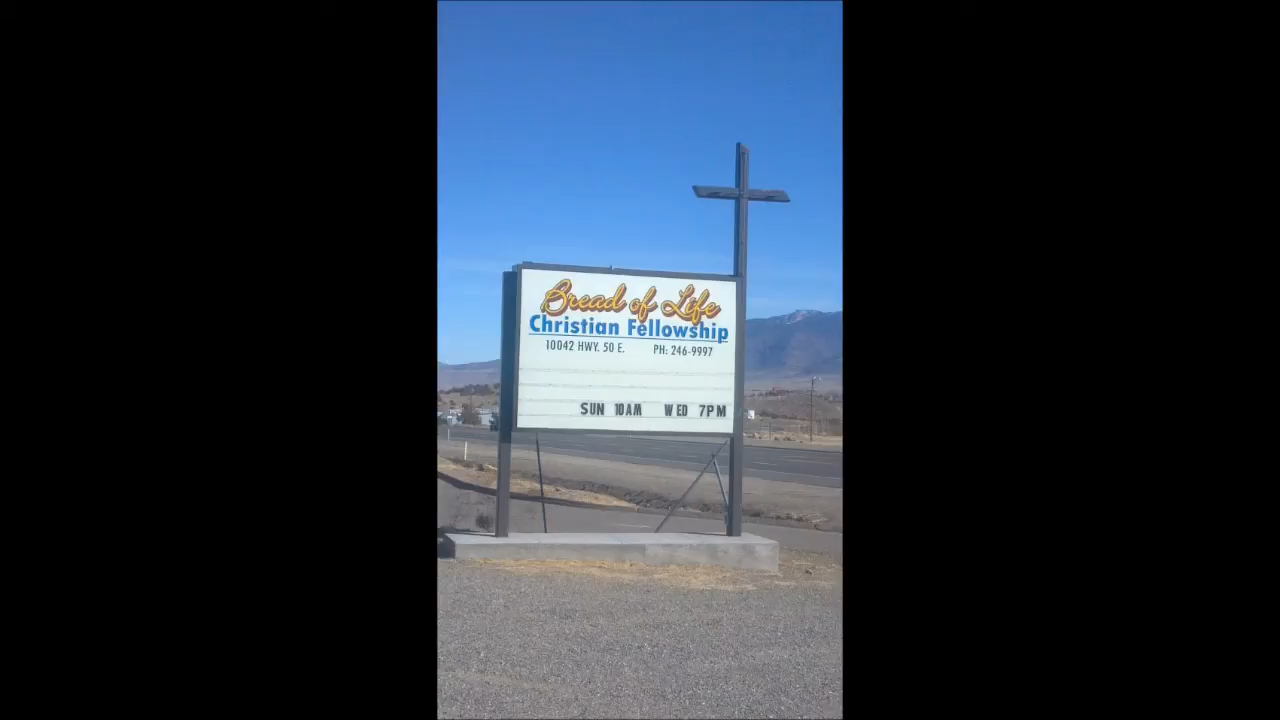 Bread of Life
Christian Fellowship
10042 HWY. 50 E. PH: 246-9997
SUN 10AM WED 7PM